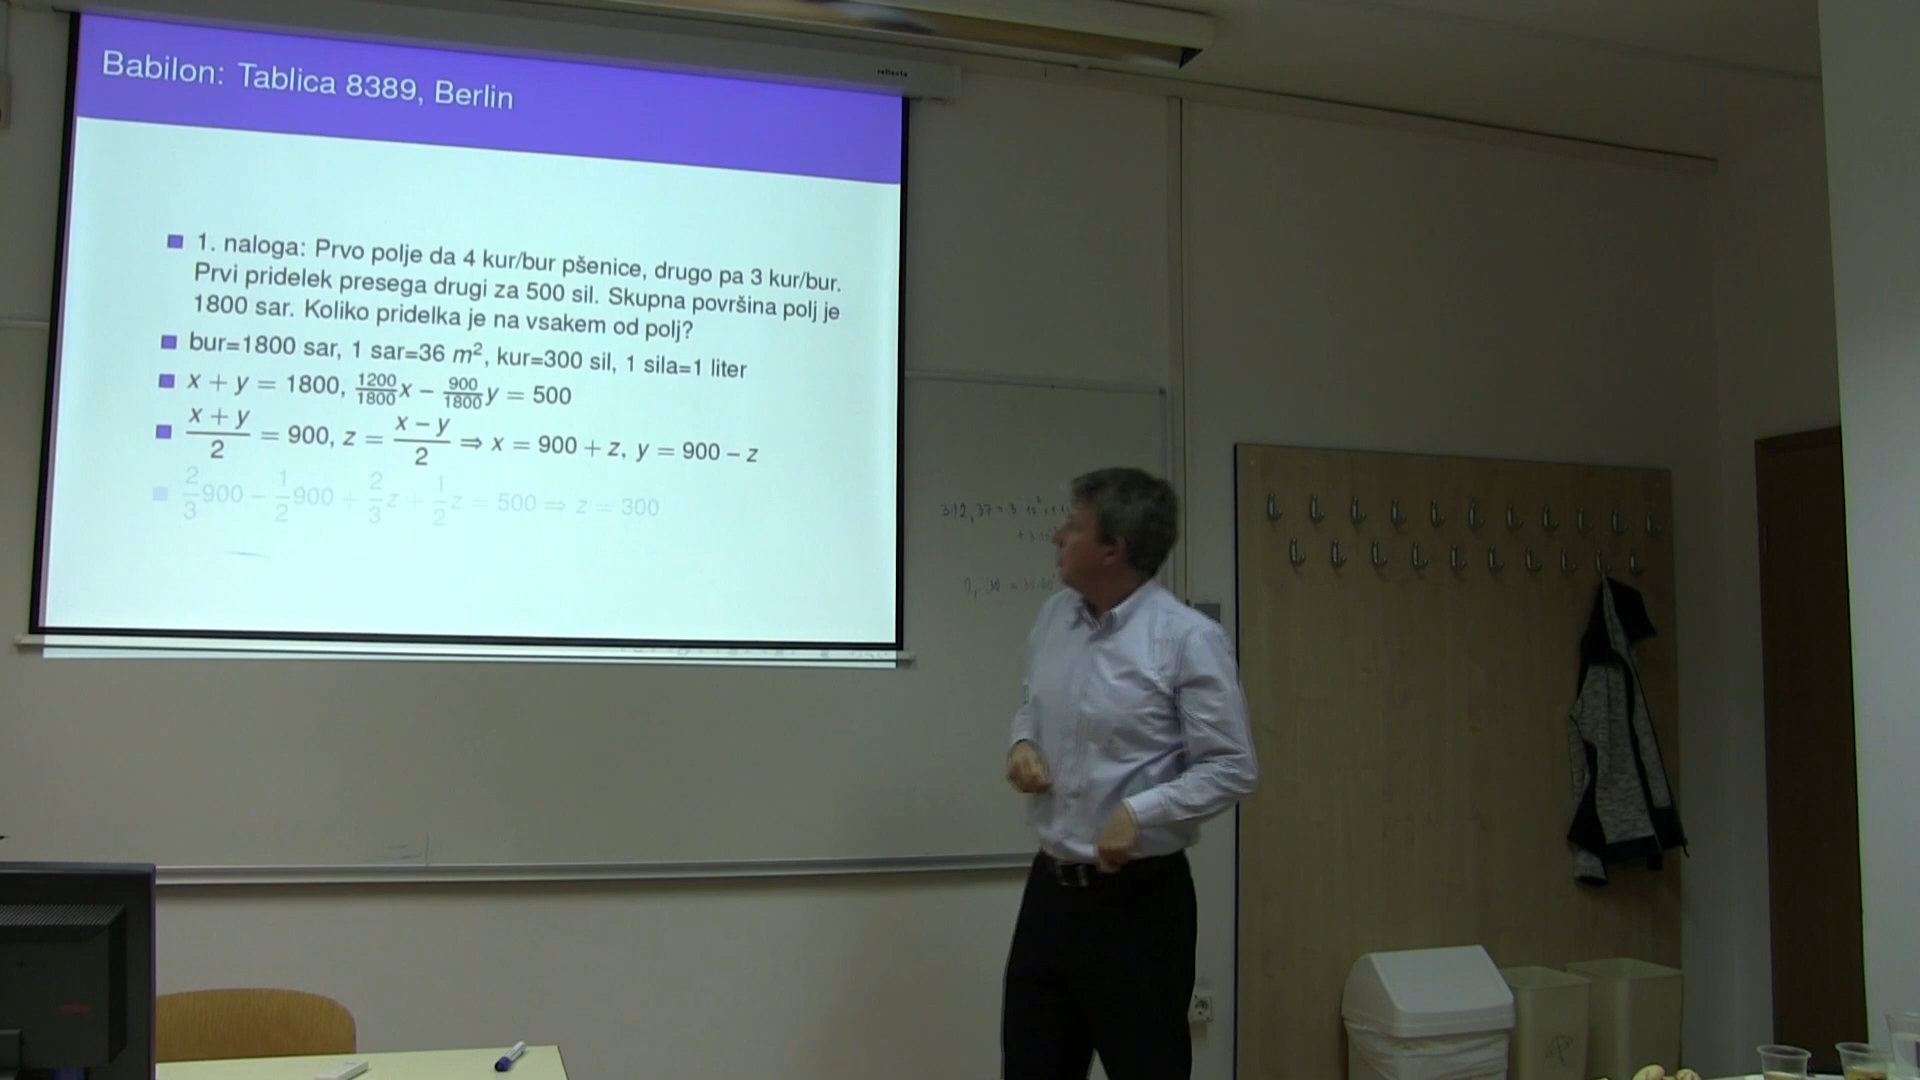 reflecta
Babilon: Tablica 8389, Berlin
1. naloga: Prvo polje da 4 kur/bur pšenice, drugo pa 3 kur/bur.
Prvi pridelek presega drugi za 500 sil. Skupna površina polj je
1800 sar. Koliko pridelka je na vsakem od polj?
bur=1800 sar, 1 sar=36 m², kur=300 sil, 1 sila=1 liter
x + y = 1800, 1200/1800 x − 900/1800 y = 500
(x + y)/2 = 900, z = (x − y)/2 ⇒ x = 900 + z, y = 900 − z
2/3 900 − 1/2 900 + 2/3 z + 1/2 z = 500 ⇒ z = 300